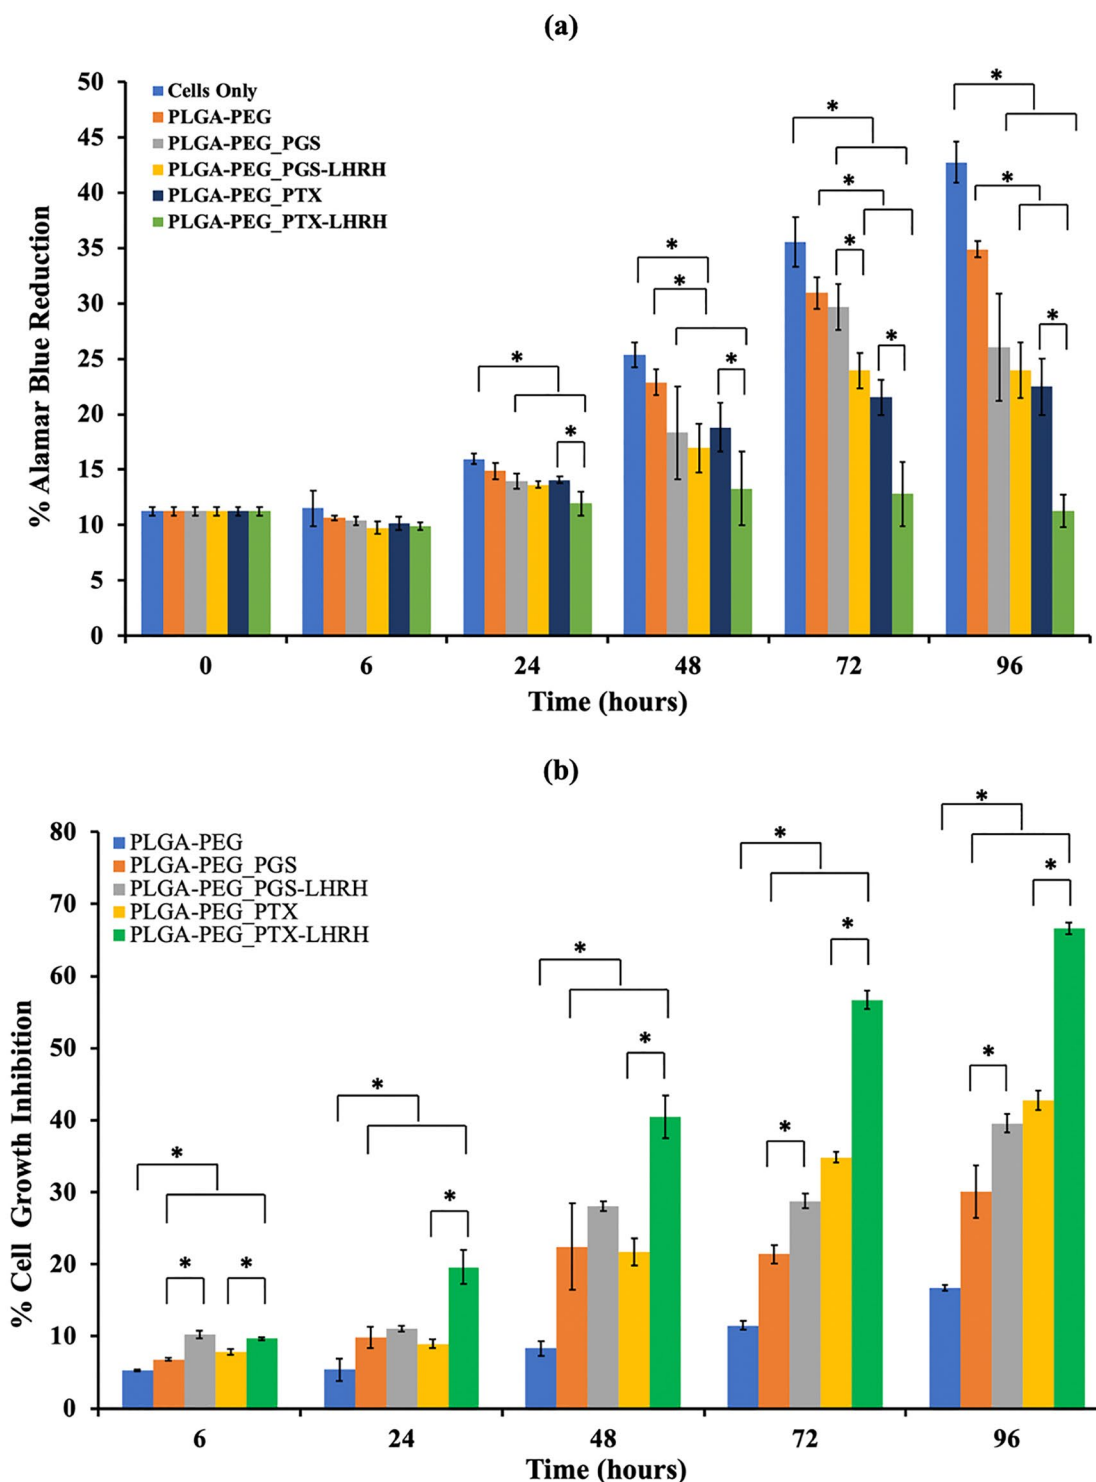 (a)
% Alamar Blue Reduction
50
45
40
35
30
25
20
15
10
5
0
Cells Only
PLGA-PEG
PLGA-PEG_PGS
PLGA-PEG_PGS-LHRH
PLGA-PEG_PTX
PLGA-PEG_PTX-LHRH
*
*
*
*
*
*
*
*
*
*
*
*
0 6 24 48 72 96
Time (hours)
(b)
% Cell Growth Inhibition
80
70
60
50
40
30
20
10
0
PLGA-PEG
PLGA-PEG_PGS
PLGA-PEG_PGS-LHRH
PLGA-PEG_PTX
PLGA-PEG_PTX-LHRH
*
*
*
*
*
*
*
*
*
*
*
*
*
6 24 48 72 96
Time (hours)